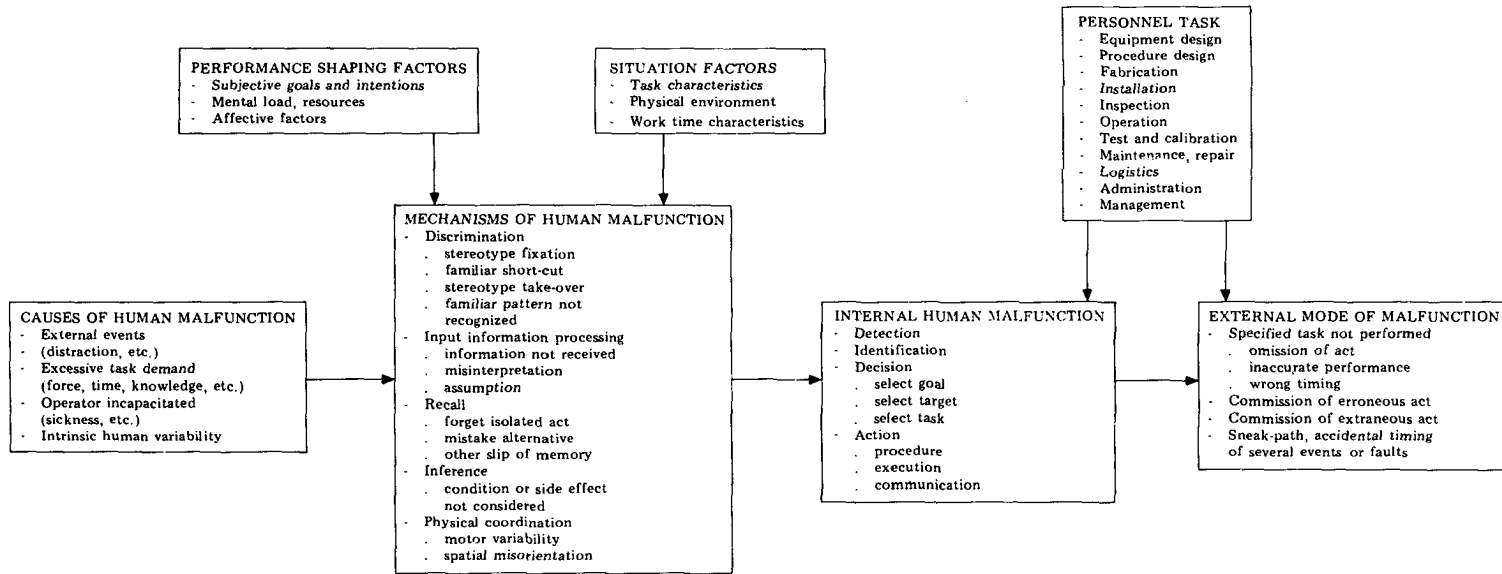 PERFORMANCE SHAPING FACTORS
- Subjective goals and intentions
- Mental load, resources
- Affective factors
SITUATION FACTORS
- Task characteristics
- Physical environment
- Work time characteristics
PERSONNEL TASK
- Equipment design
- Procedure design
- Fabrication
- Installation
- Inspection
- Operation
- Test and calibration
- Maintenance, repair
- Logistics
- Administration
- Management
CAUSES OF HUMAN MALFUNCTION
- External events
- (distraction, etc.)
- Excessive task demand
(force, time, knowledge, etc.)
- Operator incapacitated
(sickness, etc.)
- Intrinsic human variability
MECHANISMS OF HUMAN MALFUNCTION
- Discrimination
. stereotype fixation
. familiar short-cut
. stereotype take-over
. familiar pattern not
recognized
- Input information processing
. information not received
. misinterpretation
. assumption
- Recall
. forget isolated act
. mistake alternative
. other slip of memory
- Inference
. condition or side effect
not considered
- Physical coordination
. motor variability
. spatial misorientation
INTERNAL HUMAN MALFUNCTION
- Detection
- Identification
- Decision
. select goal
. select target
. select task
- Action
. procedure
. execution
. communication
EXTERNAL MODE OF MALFUNCTION
- Specified task not performed
. omission of act
. inaccurate performance
. wrong timing
- Commission of erroneous act
- Commission of extraneous act
- Sneak-path, accidental timing
of several events or faults